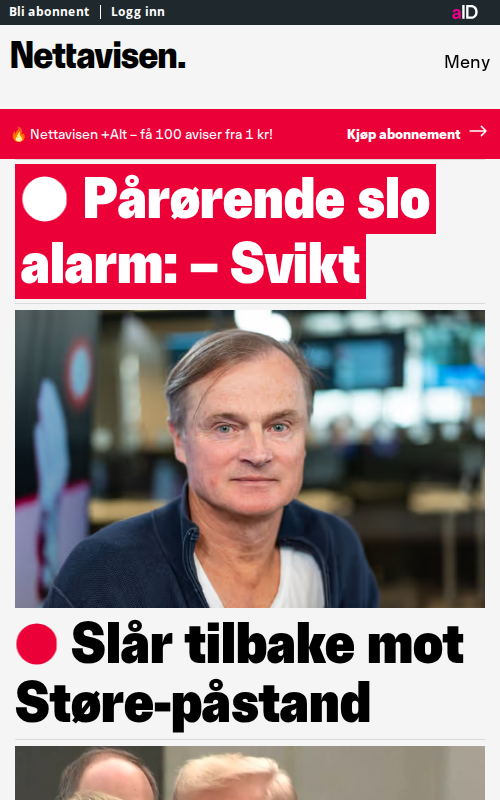 Bli abonnent | Logg inn
aID
Nettavisen.
Meny
🔥 Nettavisen +Alt – få 100 aviser fra 1 kr!
Kjøp abonnement →
Pårørende slo
alarm: – Svikt
Slår tilbake mot
Støre-påstand